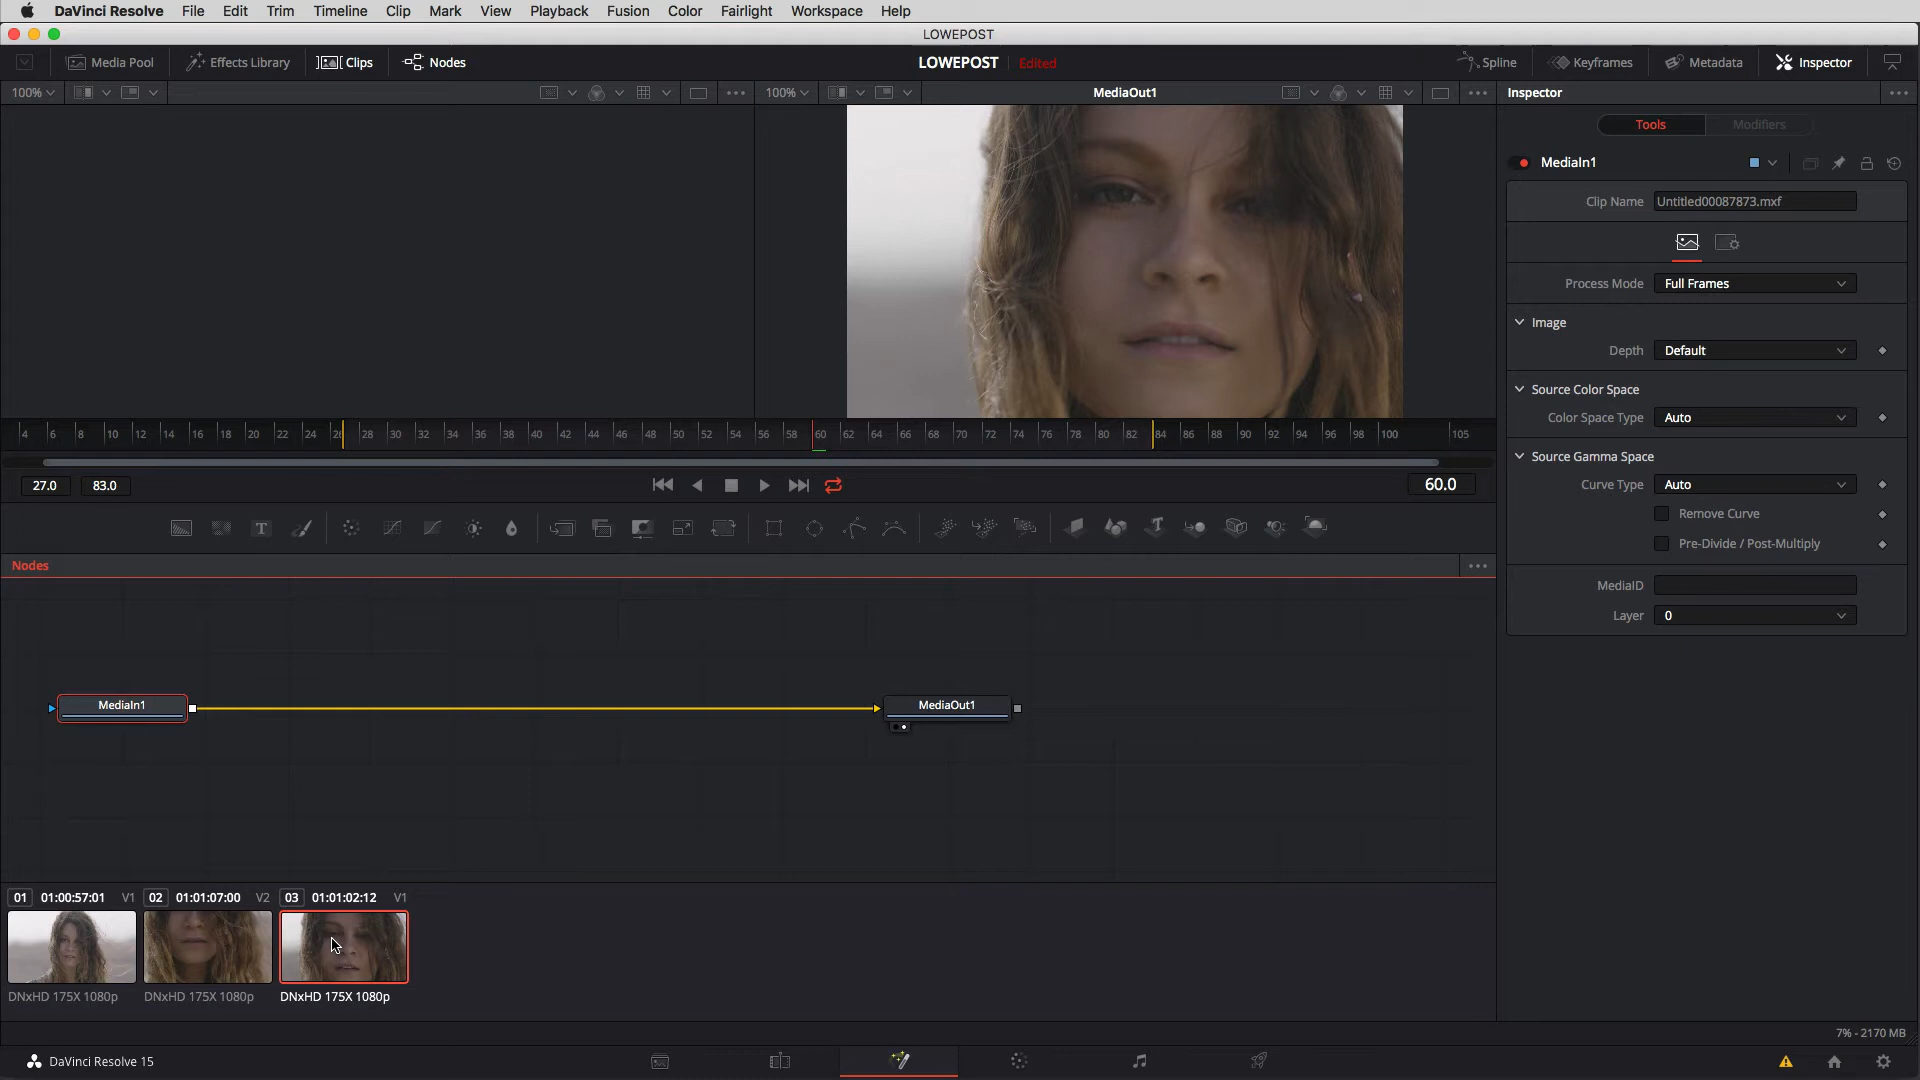 DaVinci Resolve File Edit Trim Timeline Clip Mark View Playback Fusion Color Fairlight Workspace Help
LOWEPOST
Media Pool Effects Library Clips Nodes LOWEPOST Edited Spline Keyframes Metadata Inspector
100% 100% MediaOut1 Inspector
Tools Modifiers
MediaIn1
Clip Name Untitled00087873.mxf
Process Mode Full Frames
Image
Depth Default
Source Color Space
Color Space Type Auto
4 6 8 10 12 14 16 18 20 22 24 26 28 30 32 34 36 38 40 42 44 46 48 50 52 54 56 58 60 62 64 66 68 70 72 74 76 78 80 82 84 86 88 90 92 94 96 98 100 105
Source Gamma Space
27.0 83.0 60.0 Curve Type Auto
Remove Curve
Pre-Divide / Post-Multiply
Nodes
MediaID
Layer 0
MediaIn1 MediaOut1
01 01:00:57:01 V1 02 01:01:07:00 V2 03 01:01:02:12 V1
DNxHD 175X 1080p DNxHD 175X 1080p DNxHD 175X 1080p
7% - 2170 MB
DaVinci Resolve 15